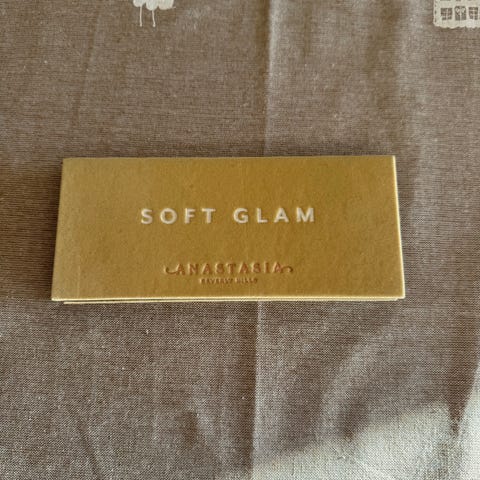 SOFT GLAM
ANASTASIA
BEVERLY HILLS